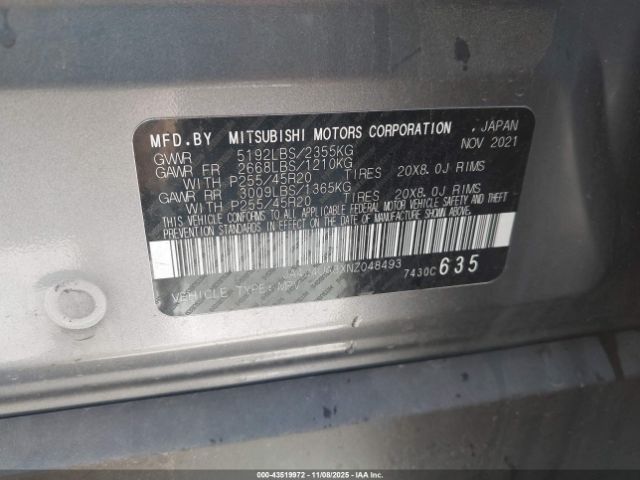 MFD.BY MITSUBISHI MOTORS CORPORATION , JAPAN
GVWR 5192LBS/2355KG NOV 2021
GAWR FR 2668LBS/1210KG
WITH P255/45R20 TIRES 20X8.0J RIMS
GAWR RR 3009LBS/1365KG
WITH P255/45R20 TIRES 20X8.0J RIMS
THIS VEHICLE CONFORMS TO ALL APPLICABLE FEDERAL MOTOR VEHICLE SAFETY AND THEFT
PREVENTION STANDARDS IN EFFECT ON THE DATE OF MANUFACTURE SHOWN ABOVE.
JA4J4UA8XNZ048493
7430C 635
VEHICLE TYPE: MPV
000-43519972 - 11/08/2025 - IAAI.COM